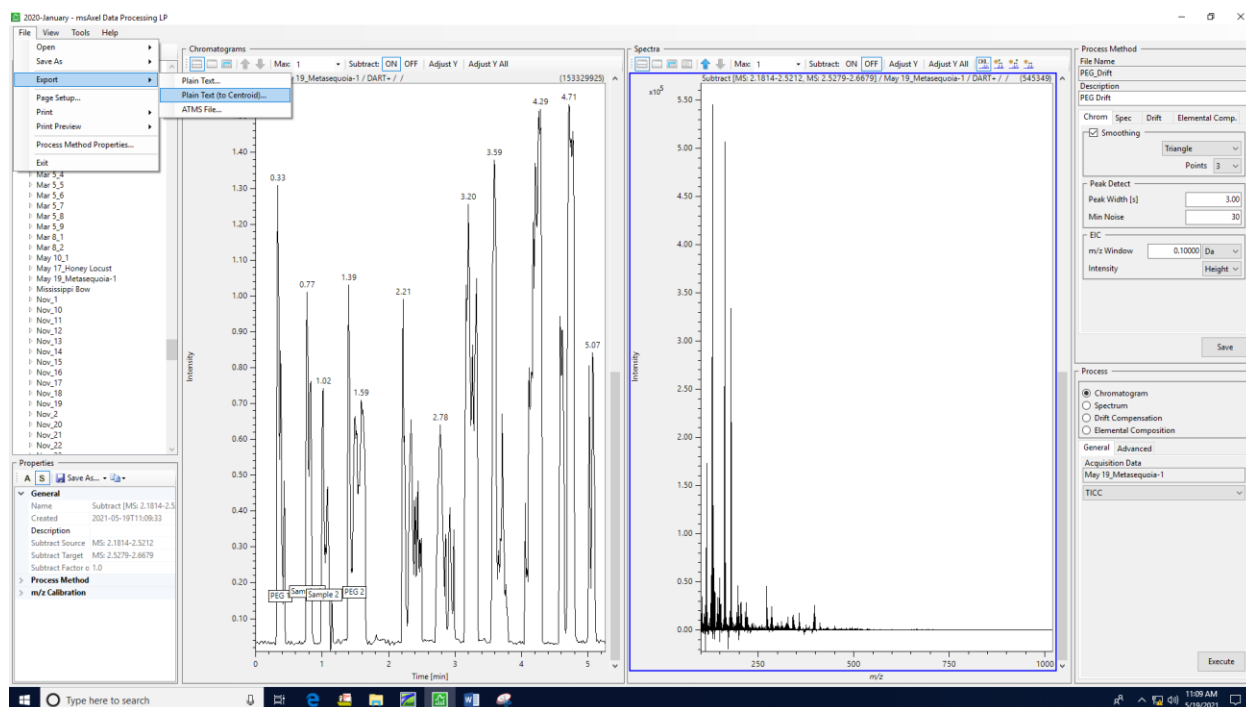 2020-January - msAxel Data Processing LP
File View Tools Help
Open
Save As
Export
Page Setup...
Print
Print Preview
Process Method Properties...
Exit
Plain Text...
Plain Text (to Centroid)...
ATMS File...
Mar 5_4
Mar 5_5
Mar 5_6
Mar 5_7
Mar 5_8
Mar 5_9
Mar 8_1
Mar 8_2
May 10_1
May 17_Honey Locust
May 19_Metasequoia-1
Mississippi Bow
Nov_1
Nov_10
Nov_11
Nov_12
Nov_13
Nov_14
Nov_15
Nov_16
Nov_17
Nov_18
Nov_19
Nov_2
Nov_20
Nov_21
Nov_22
Properties
A S Save As...
General
Name Subtract [MS: 2.1814-2.5
Created 2021-05-19T11:09:33
Description
Subtract Source MS: 2.1814-2.5212
Subtract Target MS: 2.5279-2.6679
Subtract Factor o 1.0
Process Method
m/z Calibration
Chromatograms
Max: 1 Subtract: ON OFF Adjust Y Adjust Y All
19_Metasequoia-1 / DART+ / / (153329925)
1.40
1.30
1.20
1.10
1.00
0.90
0.80
0.70
0.60
0.50
0.40
0.30
0.20
0.10
Intensity
0.33
0.77
1.02
1.39
1.59
2.21
2.78
3.20
3.59
4.29
4.71
5.07
PEG 1
Sam
Sample 2
PEG 2
0 1 2 3 4 5
Time [min]
Spectra
Max: 1 Subtract: ON OFF Adjust Y Adjust Y All
Subtract [MS: 2.1814-2.5212, MS: 2.5279-2.6679] / May 19_Metasequoia-1 / DART+ / / (545349)
x10^5
5.50
5.00
4.50
4.00
3.50
3.00
2.50
2.00
1.50
1.00
0.50
0.00
Intensity
250 500 750 1000
m/z
Process Method
File Name
PEG_Drift
Description
PEG Drift
Chrom Spec Drift Elemental Comp.
Smoothing
Triangle
Points 3
Peak Detect
Peak Width [s] 3.00
Min Noise 30
EIC
m/z Window 0.10000 Da
Intensity Height
Save
Process
Chromatogram
Spectrum
Drift Compensation
Elemental Composition
General Advanced
Acquisition Data
May 19_Metasequoia-1
TICC
Execute
Type here to search
11:09 AM
5/19/2021